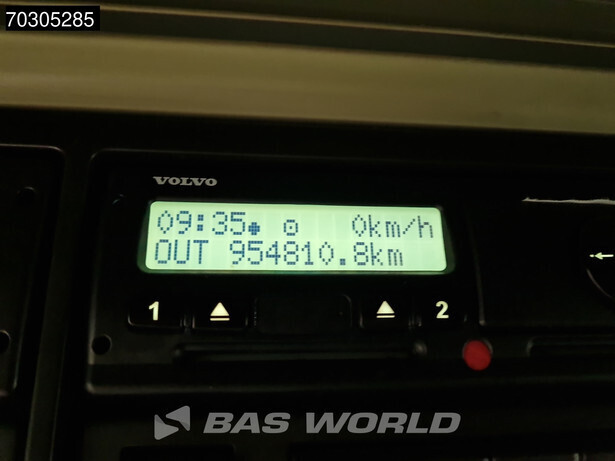 70305285
VOLVO
09:35 0km/h
OUT 954810.8km
1 2
BAS WORLD